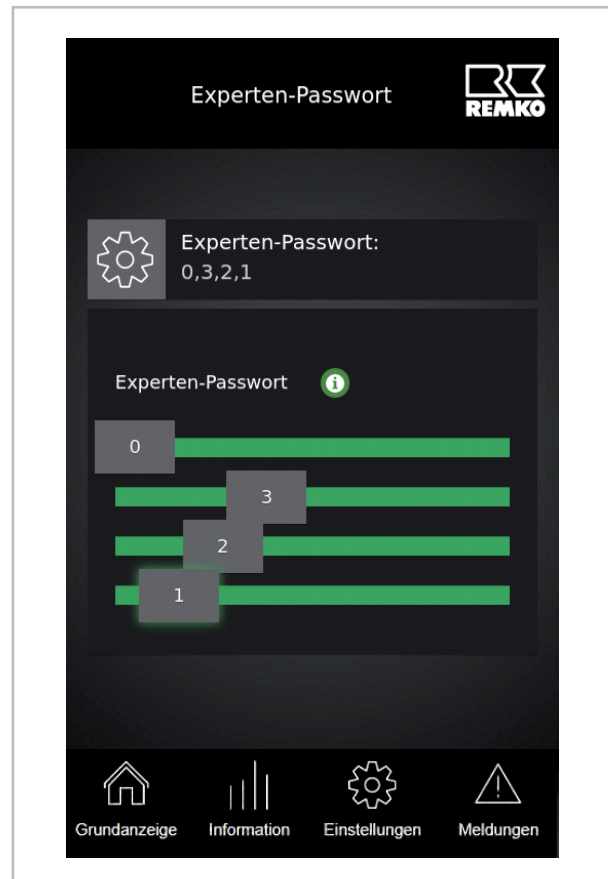 Experten-Passwort
REMKO
Experten-Passwort:
0,3,2,1
Experten-Passwort
0
3
2
1
Grundanzeige Information Einstellungen Meldungen